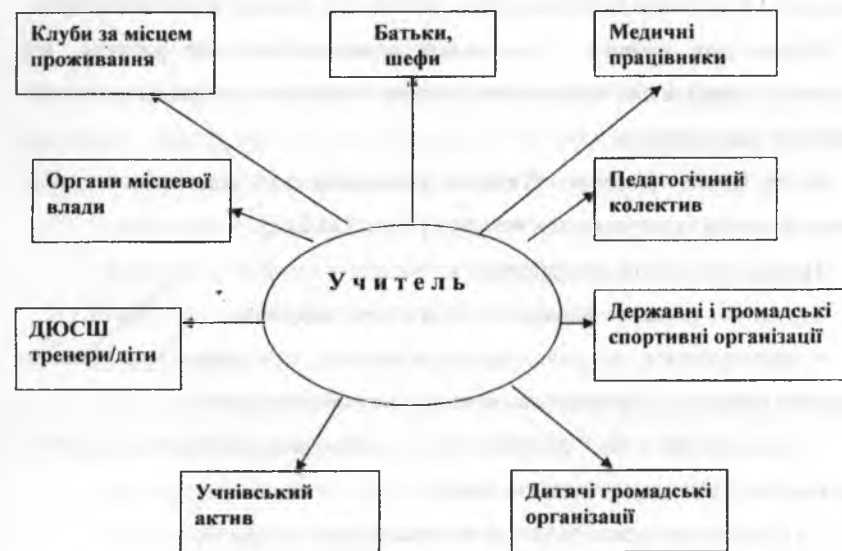 Клуби за місцем
проживання
Батьки,
шефи
Медичні
працівники
Органи місцевої
влади
Педагогічний
колектив
Учитель
ДЮСШ
тренери/діти
Державні і громадські
спортивні організації
Учнівський
актив
Дитячі громадські
організації